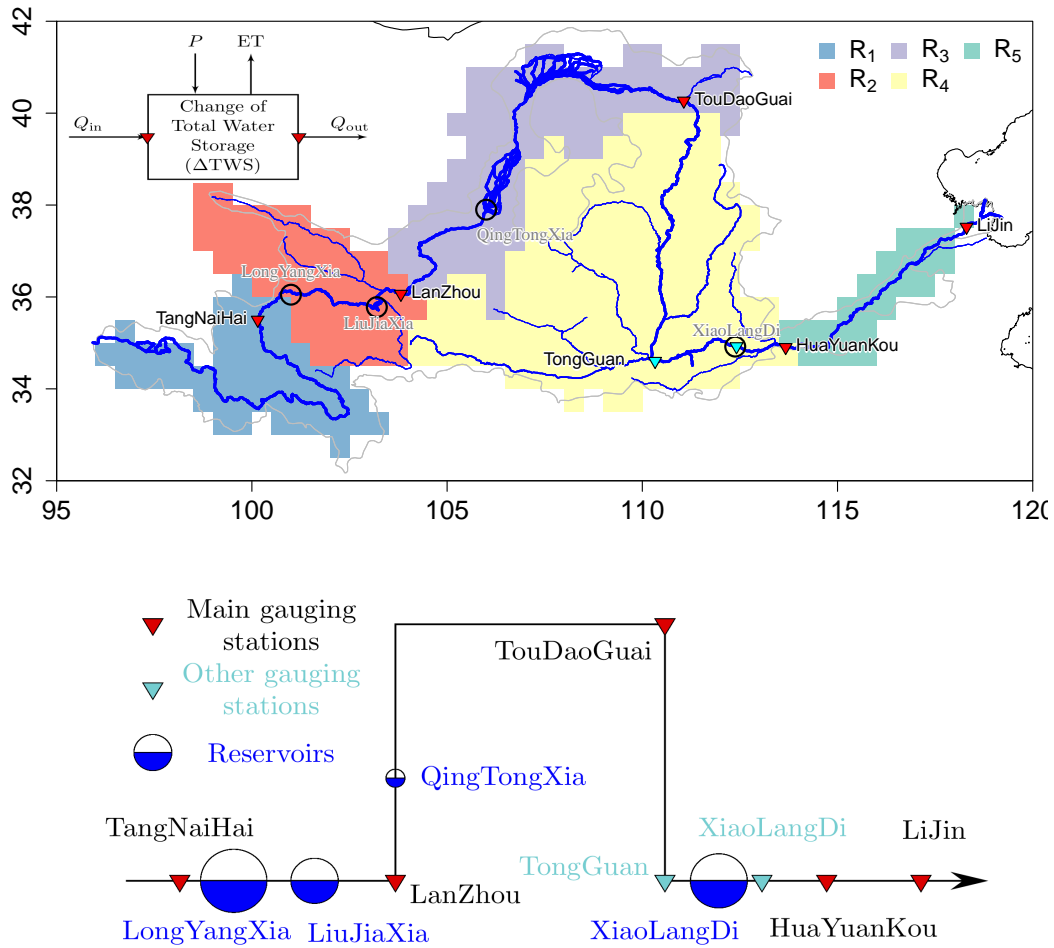 P ET
Change of
Total Water
Storage
(ΔTWS)
Qin
Qout
R1 R3 R5
R2 R4
42
40
38
36
34
32
TouDaoGuai
QingTongXia
LiJin
LongYangXia
LanZhou
TangNaiHai
LiuJiaXia
XiaoLangDi
HuaYuanKou
TongGuan
95 100 105 110 115 120
Main gauging
stations
Other gauging
stations
Reservoirs
TouDaoGuai
QingTongXia
TangNaiHai
XiaoLangDi
LiJin
TongGuan
LanZhou
LongYangXia
LiuJiaXia
XiaoLangDi
HuaYuanKou